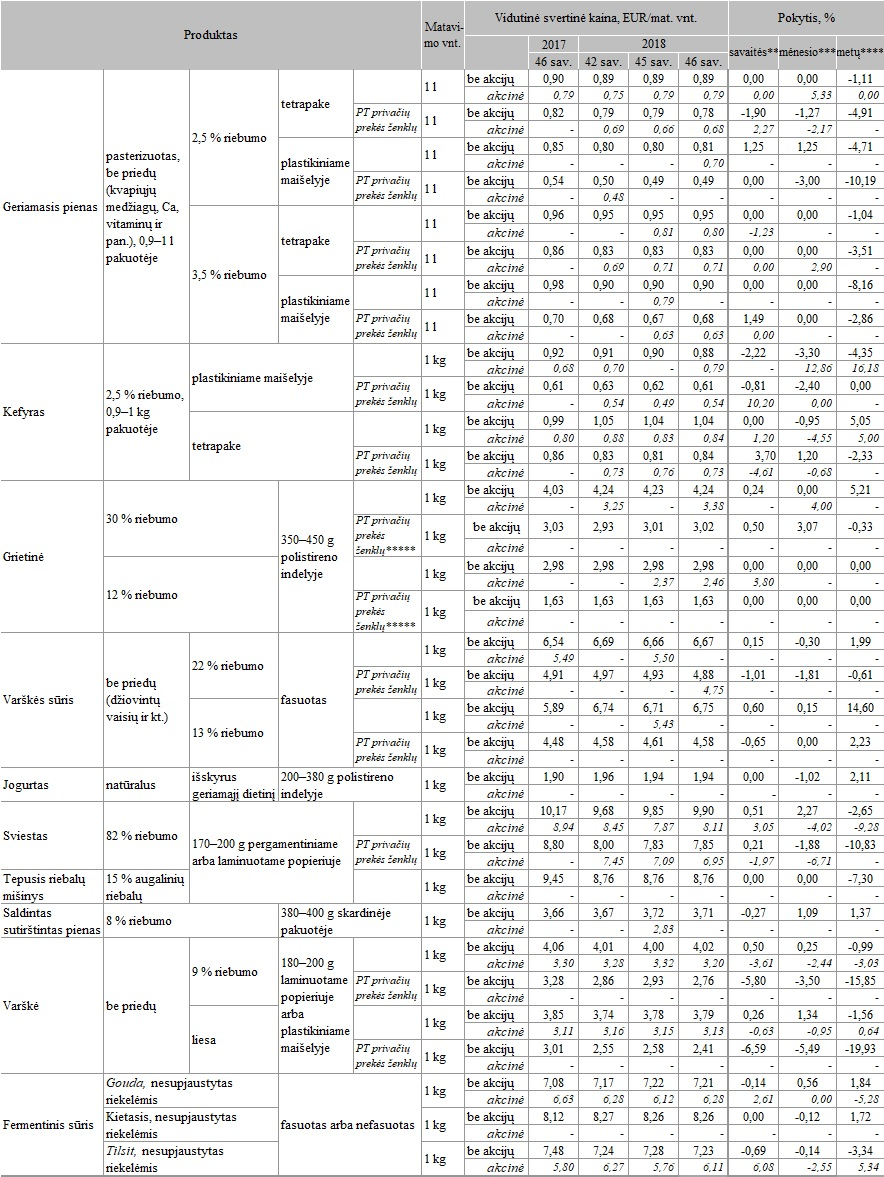 Produktas Matavi-mo vnt. Vidutinė svertinė kaina, EUR/mat. vnt. Pokytis, %
2017 2018 savaitės** mėnesio*** metų****
46 sav. 42 sav. 45 sav. 46 sav.
Geriamasis pienas pasterizuotas, be priedų (kvapiųjų medžiagų, Ca, vitaminų ir pan.), 0,9–1 l pakuotėje 2,5 % riebumo tetrapake 1 l be akcijų 0,90 0,89 0,89 0,89 0,00 0,00 -1,11
akcinė 0,79 0,75 0,79 0,79 0,00 5,33 0,00
PT privačių prekės ženklų 1 l be akcijų 0,82 0,79 0,79 0,78 -1,90 -1,27 -4,91
akcinė - 0,69 0,66 0,68 2,27 -2,17 -
plastikiniame maišelyje 1 l be akcijų 0,85 0,80 0,80 0,81 1,25 1,25 -4,71
akcinė - - - 0,70 - - -
PT privačių prekės ženklų 1 l be akcijų 0,54 0,50 0,49 0,49 0,00 -3,00 -10,19
akcinė - 0,48 - - - - -
3,5 % riebumo tetrapake 1 l be akcijų 0,96 0,95 0,95 0,95 0,00 0,00 -1,04
akcinė - - 0,81 0,80 -1,23 - -
PT privačių prekės ženklų 1 l be akcijų 0,86 0,83 0,83 0,83 0,00 0,00 -3,51
akcinė - 0,69 0,71 0,71 0,00 2,90 -
plastikiniame maišelyje 1 l be akcijų 0,98 0,90 0,90 0,90 0,00 0,00 -8,16
akcinė - - 0,79 - - - -
PT privačių prekės ženklų 1 l be akcijų 0,70 0,68 0,67 0,68 1,49 0,00 -2,86
akcinė - - 0,63 0,63 0,00 - -
Kefyras 2,5 % riebumo, 0,9–1 kg pakuotėje plastikiniame maišelyje 1 kg be akcijų 0,92 0,91 0,90 0,88 -2,22 -3,30 -4,35
akcinė 0,68 0,70 - 0,79 - 12,86 16,18
PT privačių prekės ženklų 1 kg be akcijų 0,61 0,63 0,62 0,61 -0,81 -2,40 0,00
akcinė - 0,54 0,49 0,54 10,20 0,00 -
tetrapake 1 kg be akcijų 0,99 1,05 1,04 1,04 0,00 -0,95 5,05
akcinė 0,80 0,88 0,83 0,84 1,20 -4,55 5,00
PT privačių prekės ženklų 1 kg be akcijų 0,86 0,83 0,81 0,84 3,70 1,20 -2,33
akcinė - 0,73 0,76 0,73 -4,61 -0,68 -
Grietinė 30 % riebumo 350–450 g polistireno indelyje 1 kg be akcijų 4,03 4,24 4,23 4,24 0,24 0,00 5,21
akcinė - 3,25 - 3,38 - 4,00 -
PT privačių prekės ženklų***** 1 kg be akcijų 3,03 2,93 3,01 3,02 0,50 3,07 -0,33
akcinė - - - - - - -
12 % riebumo 1 kg be akcijų 2,98 2,98 2,98 2,98 0,00 0,00 0,00
akcinė - - 2,37 2,46 3,80 - -
PT privačių prekės ženklų***** 1 kg be akcijų 1,63 1,63 1,63 1,63 0,00 0,00 0,00
akcinė - - - - - - -
Varškės sūris be priedų (džiovintų vaisių ir kt.) 22 % riebumo fasuotas 1 kg be akcijų 6,54 6,69 6,66 6,67 0,15 -0,30 1,99
akcinė 5,49 - 5,50 - - - -
PT privačių prekės ženklų 1 kg be akcijų 4,91 4,97 4,93 4,88 -1,01 -1,81 -0,61
akcinė - - - 4,75 - - -
13 % riebumo 1 kg be akcijų 5,89 6,74 6,71 6,75 0,60 0,15 14,60
akcinė - - 5,43 - - - -
PT privačių prekės ženklų 1 kg be akcijų 4,48 4,58 4,61 4,58 -0,65 0,00 2,23
akcinė - - - - - - -
Jogurtas natūralus išskyrus geriamąjį dietinį 200–380 g polistireno indelyje 1 kg be akcijų 1,90 1,96 1,94 1,94 0,00 -1,02 2,11
akcinė - - - - - - -
Sviestas 82 % riebumo 170–200 g pergamentiniame arba laminuotame popieriuje 1 kg be akcijų 10,17 9,68 9,85 9,90 0,51 2,27 -2,65
akcinė 8,94 8,45 7,87 8,11 3,05 -4,02 -9,28
PT privačių prekės ženklų 1 kg be akcijų 8,80 8,00 7,83 7,85 0,21 -1,88 -10,83
akcinė - 7,45 7,09 6,95 -1,97 -6,71 -
Tepusis riebalų mišinys 15 % augalinių riebalų 1 kg be akcijų 9,45 8,76 8,76 8,76 0,00 0,00 -7,30
akcinė - - - - - - -
Saldintas sutirštintas pienas 8 % riebumo 380–400 g skardinėje pakuotėje 1 kg be akcijų 3,66 3,67 3,72 3,71 -0,27 1,09 1,37
akcinė - - 2,83 - - - -
Varškė be priedų 9 % riebumo 180–200 g laminuotame popieriuje arba plastikiniame maišelyje 1 kg be akcijų 4,06 4,01 4,00 4,02 0,50 0,25 -0,99
akcinė 3,30 3,28 3,32 3,20 -3,61 -2,44 -3,03
PT privačių prekės ženklų 1 kg be akcijų 3,28 2,86 2,93 2,76 -5,80 -3,50 -15,85
akcinė - - - - - - -
liesa 1 kg be akcijų 3,85 3,74 3,78 3,79 0,26 1,34 -1,56
akcinė 3,11 3,16 3,15 3,13 -0,63 -0,95 0,64
PT privačių prekės ženklų 1 kg be akcijų 3,01 2,55 2,58 2,41 -6,59 -5,49 -19,93
akcinė - - - - - - -
Fermentinis sūris Gouda, nesupjaustytas riekelėmis fasuotas arba nefasuotas 1 kg be akcijų 7,08 7,17 7,22 7,21 -0,14 0,56 1,84
akcinė 6,63 6,28 6,12 6,28 2,61 0,00 -5,28
Kietasis, nesupjaustytas riekelėmis 1 kg be akcijų 8,12 8,27 8,26 8,26 0,00 -0,12 1,72
akcinė - - - - - - -
Tilsit, nesupjaustytas riekelėmis 1 kg be akcijų 7,48 7,24 7,28 7,23 -0,69 -0,14 -3,34
akcinė 5,80 6,27 5,76 6,11 6,08 -2,55 5,34